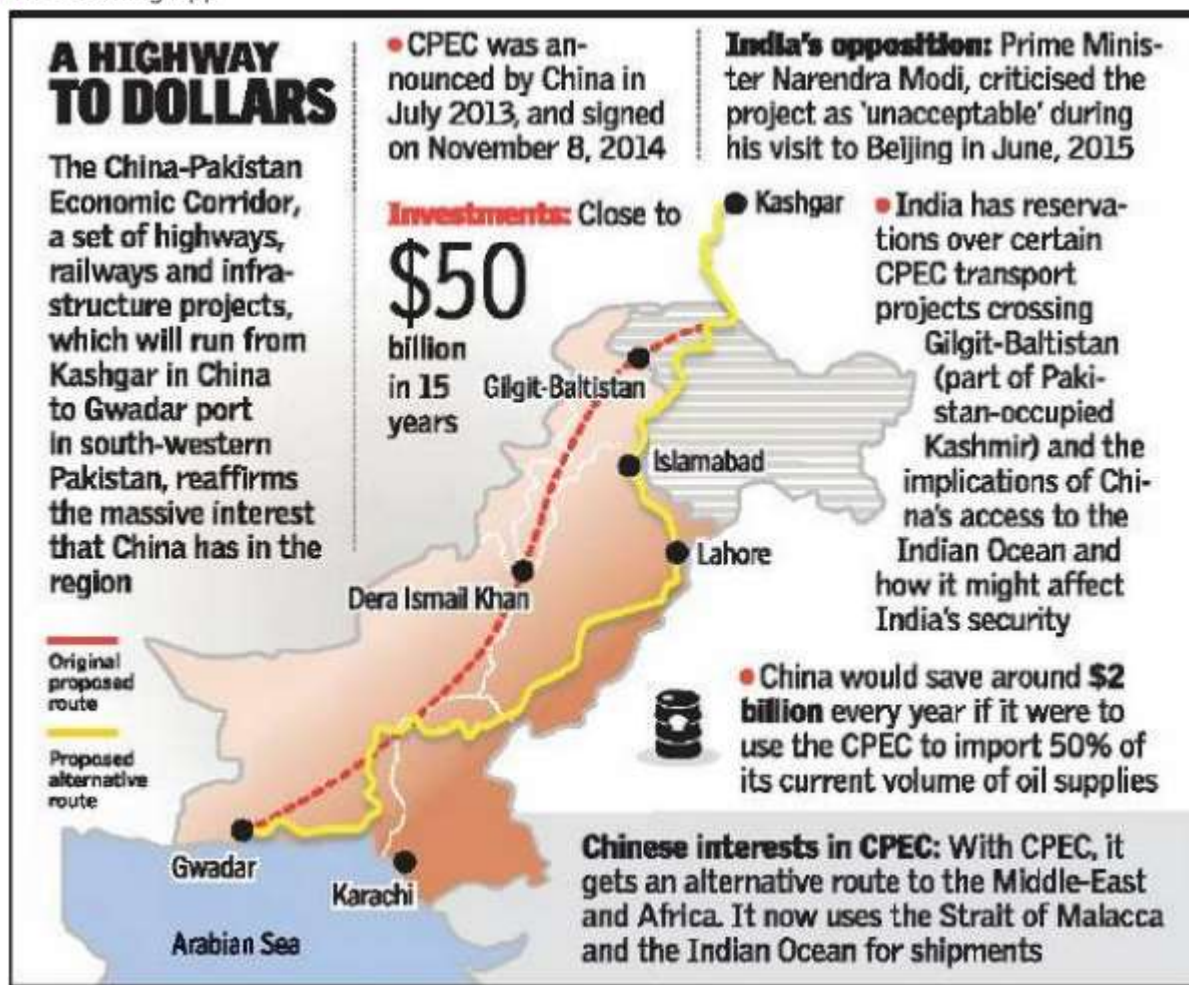 A HIGHWAY
TO DOLLARS
The China-Pakistan
Economic Corridor,
a set of highways,
railways and infra-
structure projects,
which will run from
Kashgar in China
to Gwadar port
in south-western
Pakistan, reaffirms
the massive interest
that China has in the
region
Original
proposed
route
Proposed
alternative
route
• CPEC was an-
nounced by China in
July 2013, and signed
on November 8, 2014
Investments: Close to
$50
billion
in 15
years
India's opposition: Prime Minis-
ter Narendra Modi, criticised the
project as 'unacceptable' during
his visit to Beijing in June, 2015
• India has reserva-
tions over certain
CPEC transport
projects crossing
Gilgit-Baltistan
(part of Paki-
stan-occupied
Kashmir) and the
implications of Chi-
na's access to the
Indian Ocean and
how it might affect
India's security
Kashgar
Gilgit-Baltistan
Islamabad
Lahore
Dera Ismail Khan
Gwadar
Karachi
Arabian Sea
• China would save around $2
billion every year if it were to
use the CPEC to import 50% of
its current volume of oil supplies
Chinese interests in CPEC: With CPEC, it
gets an alternative route to the Middle-East
and Africa. It now uses the Strait of Malacca
and the Indian Ocean for shipments